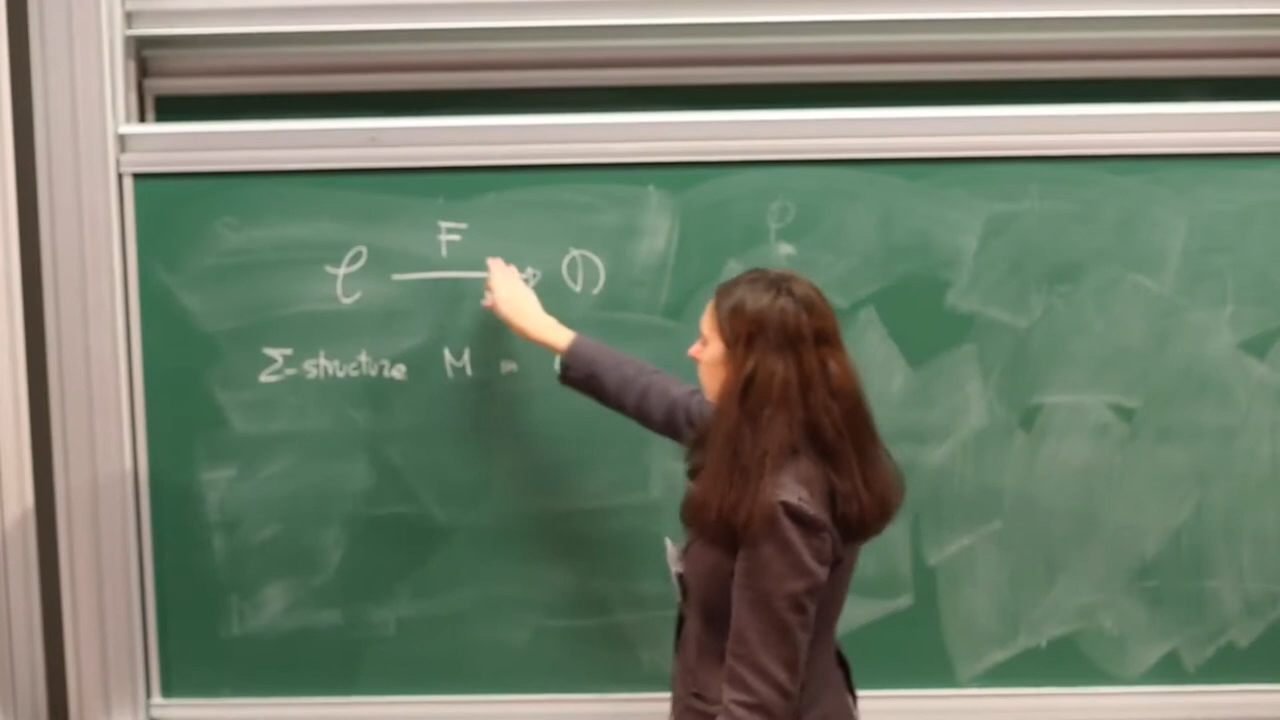 F
𝒞 ⟶ 𝒟
Σ-structure M =